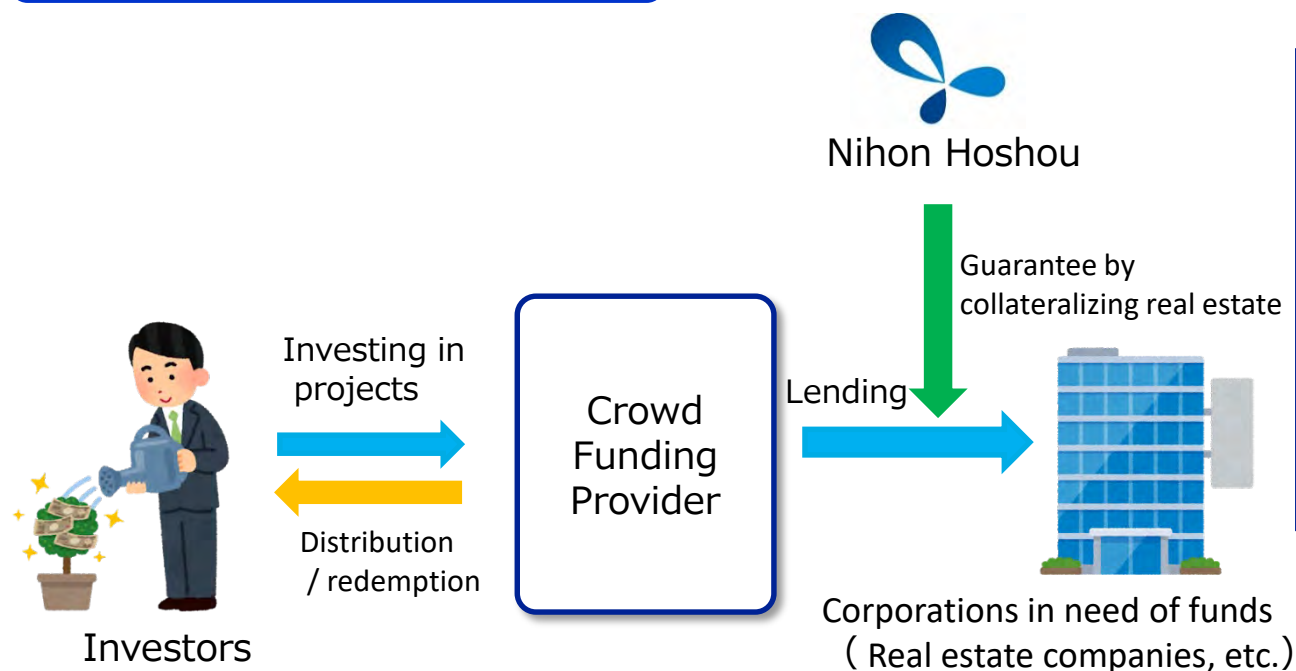 Nihon Hoshou
Guarantee by
collateralizing real estate
Investing in
projects
Lending
Crowd
Funding
Provider
Distribution
/ redemption
Investors
Corporations in need of funds
（ Real estate companies, etc.）